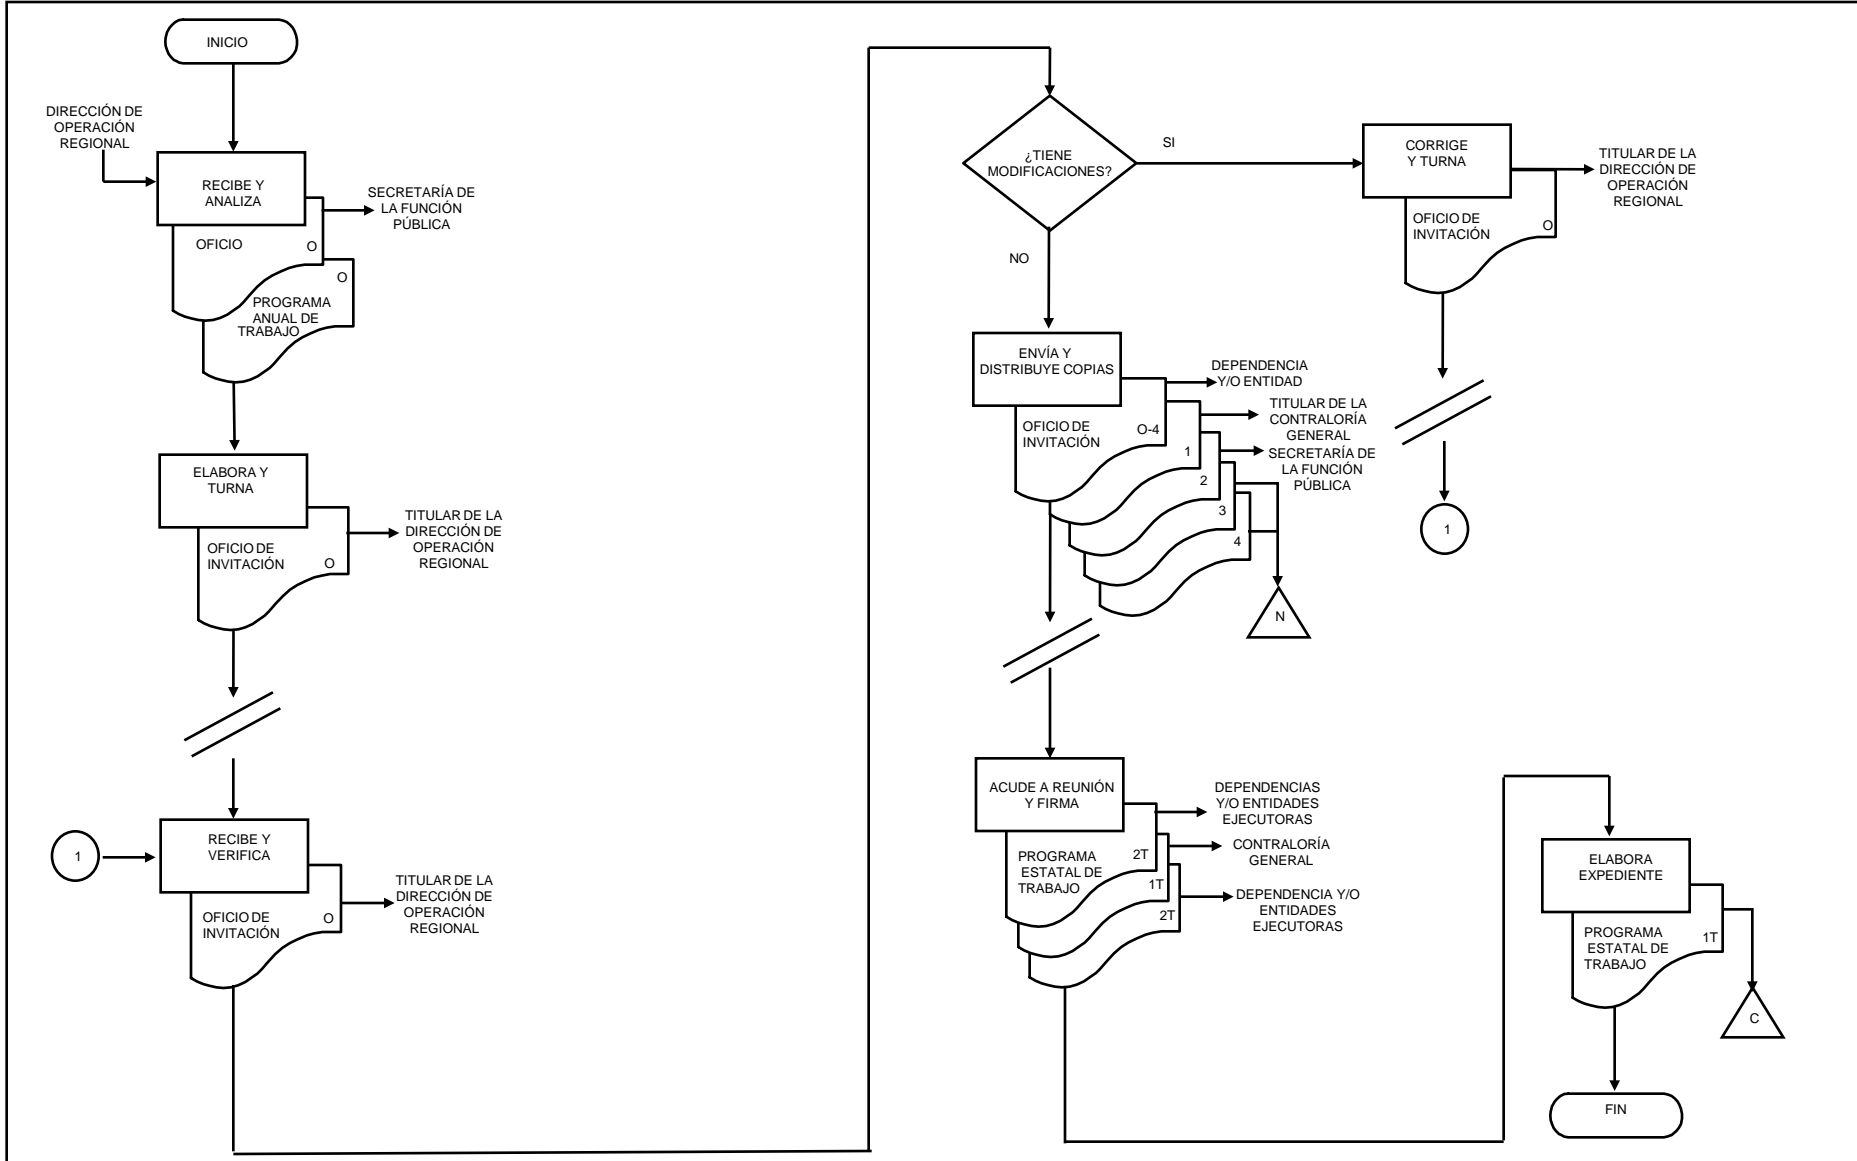 INICIO
DIRECCIÓN DE
OPERACIÓN
REGIONAL
RECIBE Y
ANALIZA
SECRETARÍA DE
LA FUNCIÓN
PÚBLICA
OFICIO
O
O
PROGRAMA
ANUAL DE
TRABAJO
ELABORA Y
TURNA
TITULAR DE LA
DIRECCIÓN DE
OPERACIÓN
REGIONAL
OFICIO DE
INVITACIÓN
O
1
RECIBE Y
VERIFICA
TITULAR DE LA
DIRECCIÓN DE
OPERACIÓN
REGIONAL
OFICIO DE
INVITACIÓN
O
¿TIENE
MODIFICACIONES?
SI
NO
CORRIGE
Y TURNA
TITULAR DE LA
DIRECCIÓN DE
OPERACIÓN
REGIONAL
OFICIO DE
INVITACIÓN
O
1
ENVÍA Y
DISTRIBUYE COPIAS
DEPENDENCIA
Y/O ENTIDAD
TITULAR DE LA
CONTRALORÍA
GENERAL
SECRETARÍA DE
LA FUNCIÓN
PÚBLICA
OFICIO DE
INVITACIÓN
O-4
1
2
3
4
N
ACUDE A REUNIÓN
Y FIRMA
DEPENDENCIAS
Y/O ENTIDADES
EJECUTORAS
CONTRALORÍA
GENERAL
DEPENDENCIA Y/O
ENTIDADES
EJECUTORAS
PROGRAMA
ESTATAL DE
TRABAJO
2T
1T
2T
ELABORA
EXPEDIENTE
PROGRAMA
ESTATAL DE
TRABAJO
1T
C
FIN